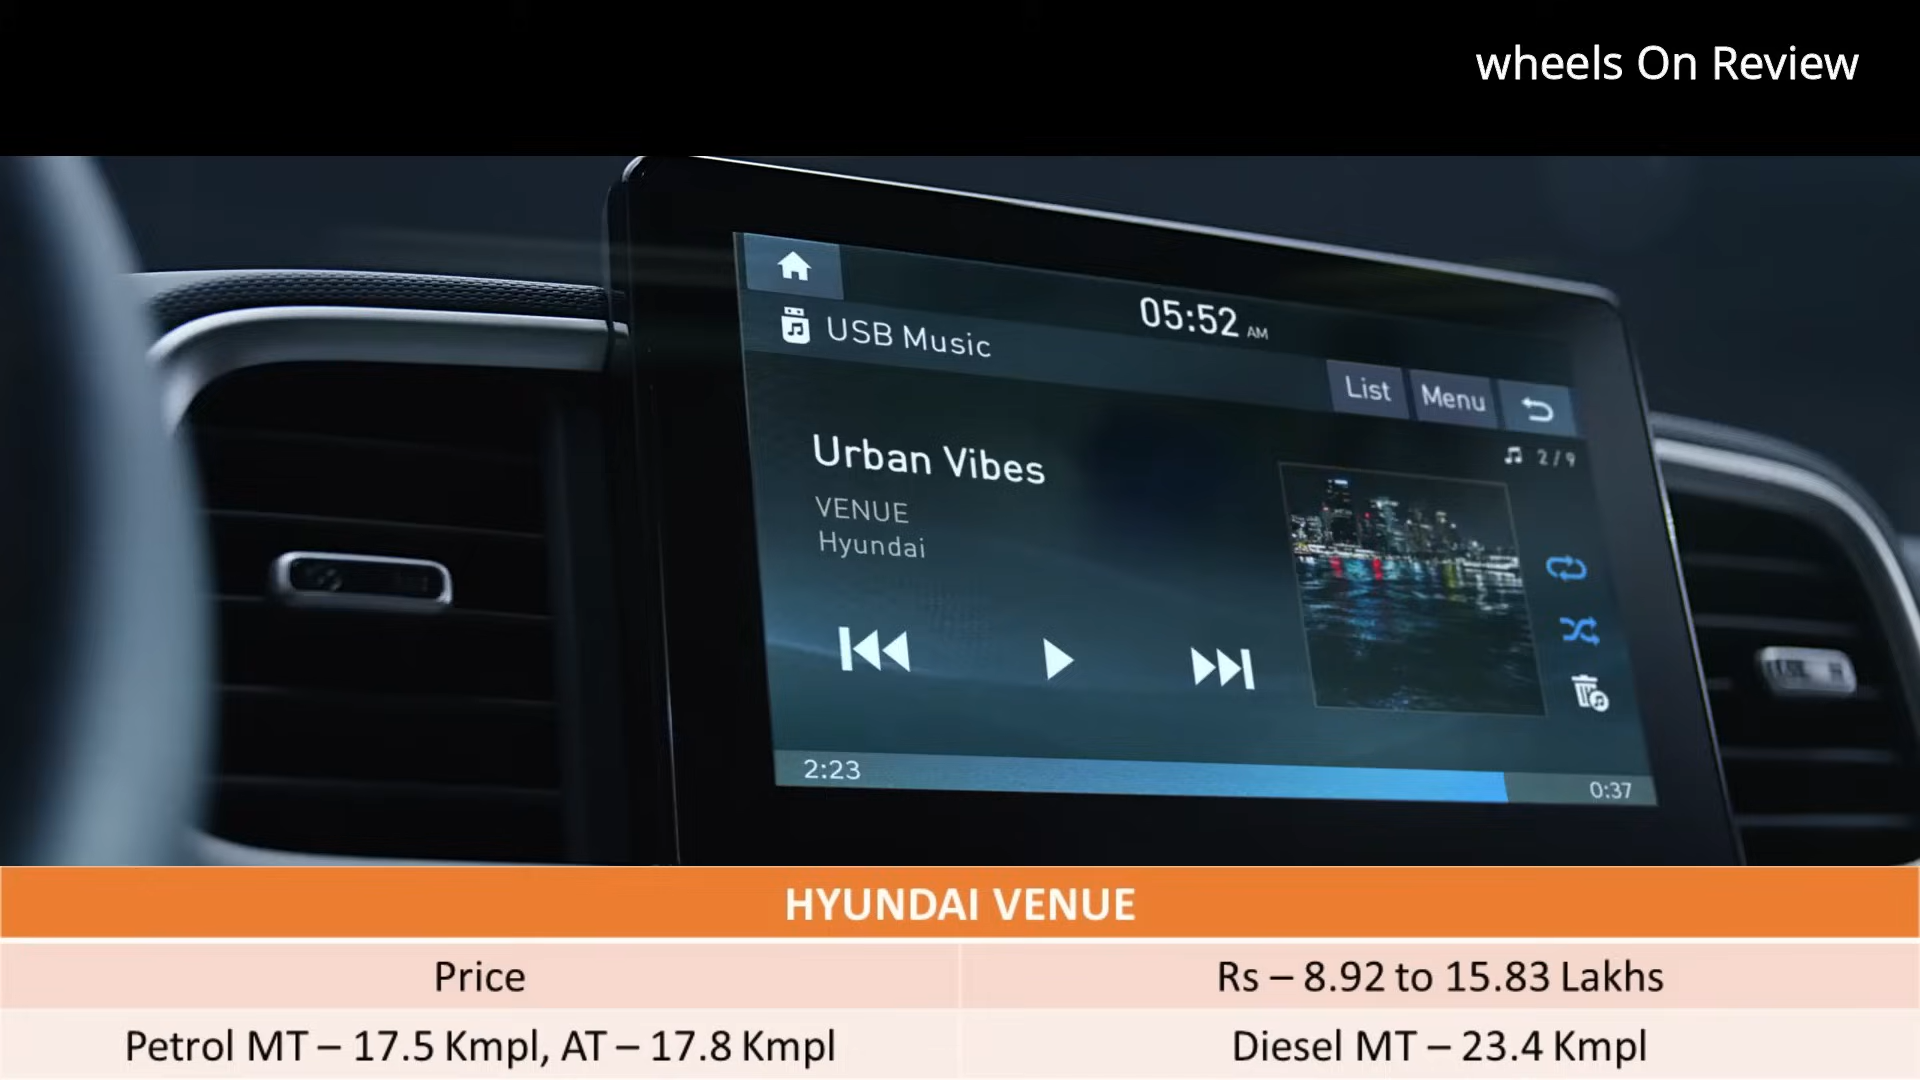 wheels On Review
05:52 AM
USB Music
List
Menu
Urban Vibes
2/9
VENUE
Hyundai
2:23
0:37
HYUNDAI VENUE
Price
Rs – 8.92 to 15.83 Lakhs
Petrol MT – 17.5 Kmpl, AT – 17.8 Kmpl
Diesel MT – 23.4 Kmpl